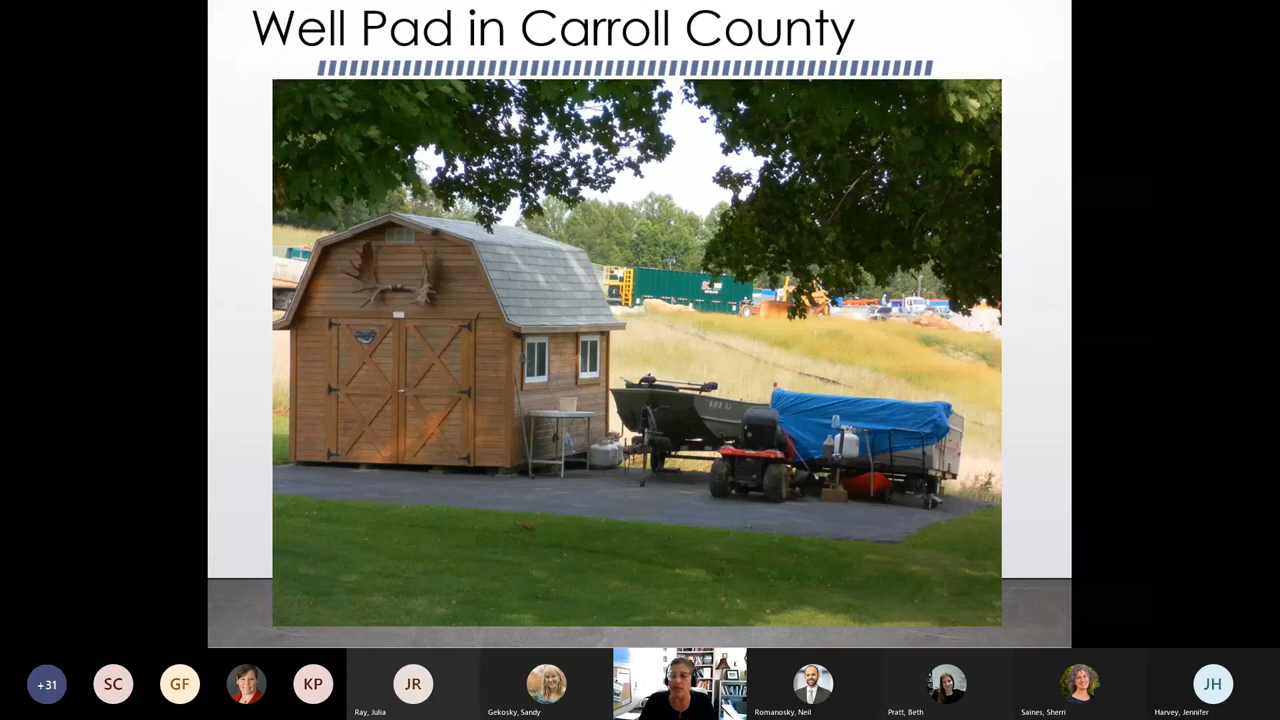 Well Pad in Carroll County
+31
SC
GF
KP
JR
Ray, Julia
Gekosky, Sandy
Romanosky, Neil
Pratt, Beth
Saines, Sherri
JH
Harvey, Jennifer